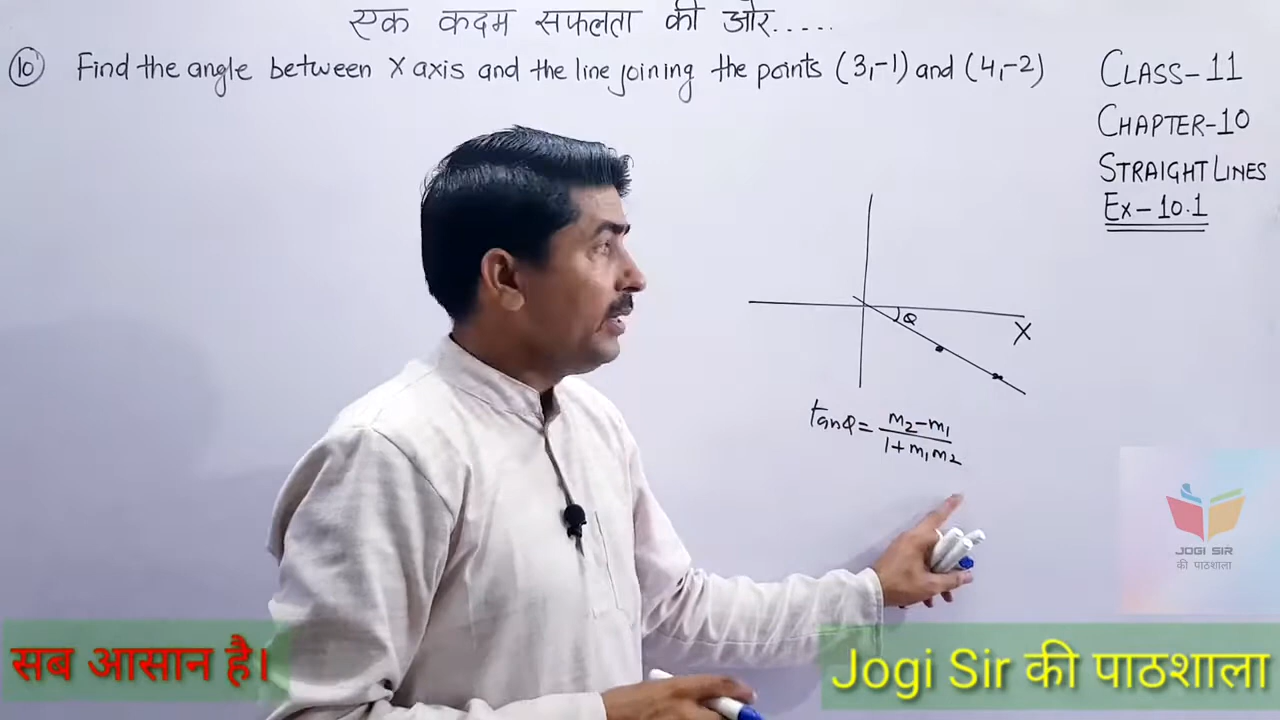 एक कदम सफलता की ओर.....
10 Find the angle between X axis and the line joining the points (3,-1) and (4,-2)
CLASS-11
CHAPTER-10
STRAIGHT LINES
Ex-10.1
θ
X
tanθ = m2-m1 / 1+m1m2
JOGI SIR
की पाठशाला
सब आसान है।
Jogi Sir की पाठशाला